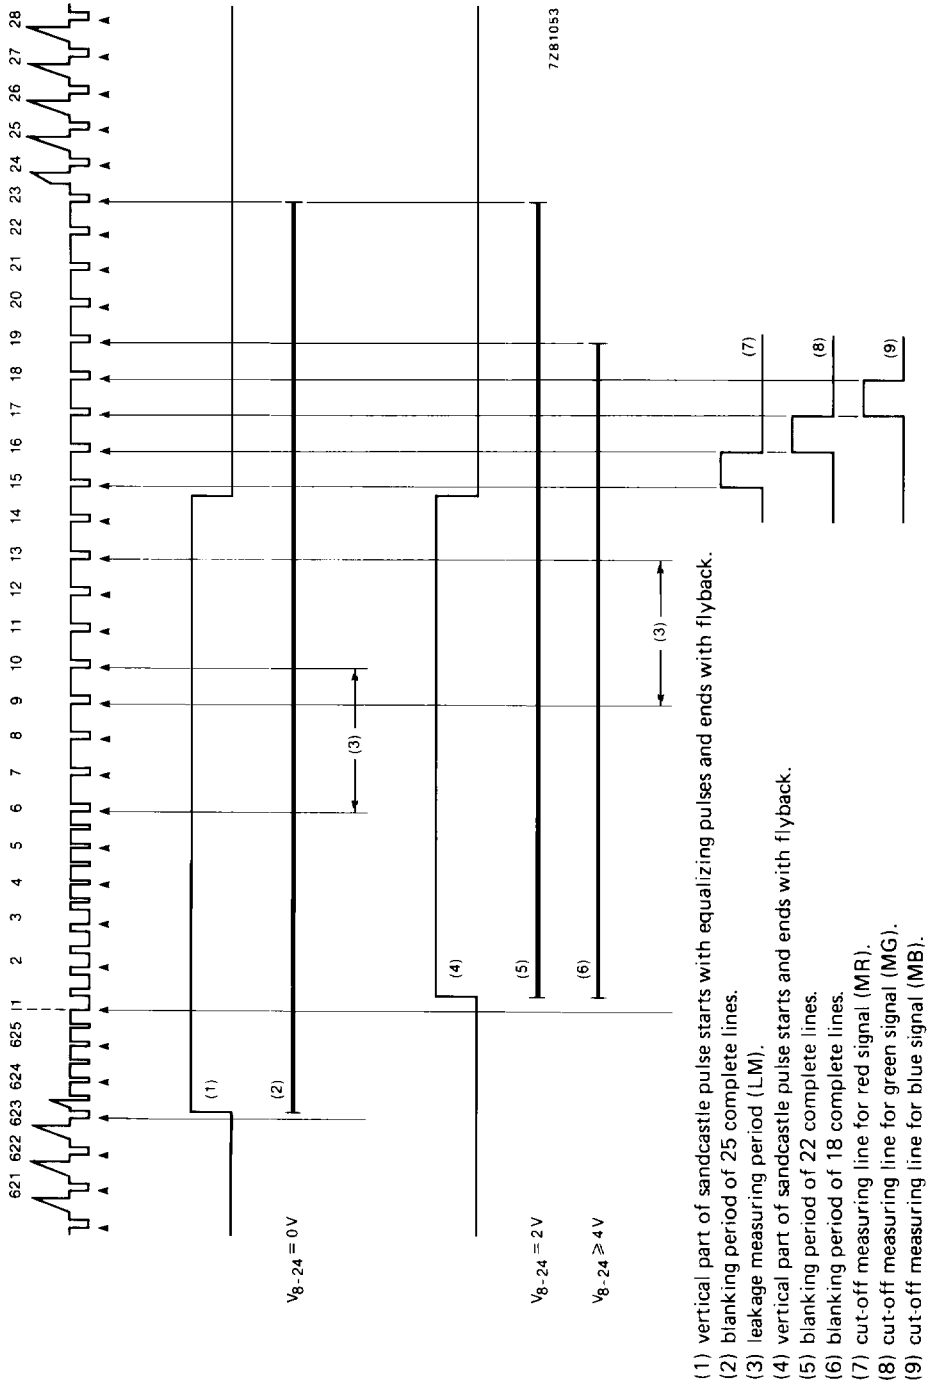 621 622 623 624 625 1 2 3 4 5 6 7 8 9 10 11 12 13 14 15 16 17 18 19 20 21 22 23 24 25 26 27 28
(1)
V8-24 = 0 V
(2)
(3)
(4)
V8-24 = 2 V
(5)
V8-24 ≥ 4 V
(6)
(3)
(7)
(8)
(9)
7Z81053
(1) vertical part of sandcastle pulse starts with equalizing pulses and ends with flyback.
(2) blanking period of 25 complete lines.
(3) leakage measuring period (LM).
(4) vertical part of sandcastle pulse starts and ends with flyback.
(5) blanking period of 22 complete lines.
(6) blanking period of 18 complete lines.
(7) cut-off measuring line for red signal (MR).
(8) cut-off measuring line for green signal (MG).
(9) cut-off measuring line for blue signal (MB).